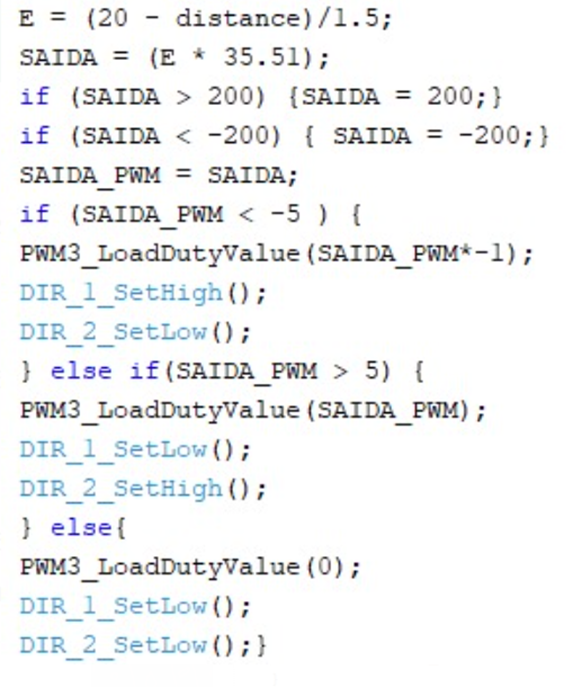 E = (20 - distance)/1.5;
SAIDA = (E * 35.51);
if (SAIDA > 200) {SAIDA = 200;}
if (SAIDA < -200) { SAIDA = -200;}
SAIDA_PWM = SAIDA;
if (SAIDA_PWM < -5 ) {
PWM3_LoadDutyValue(SAIDA_PWM*-1);
DIR_1_SetHigh();
DIR_2_SetLow();
} else if(SAIDA_PWM > 5) {
PWM3_LoadDutyValue(SAIDA_PWM);
DIR_1_SetLow();
DIR_2_SetHigh();
} else{
PWM3_LoadDutyValue(0);
DIR_1_SetLow();
DIR_2_SetLow();}